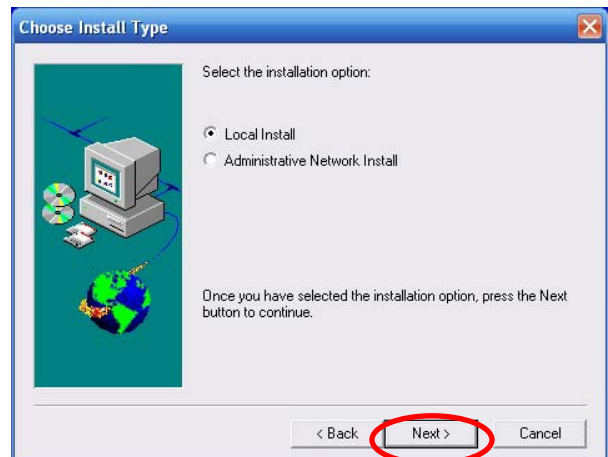 Choose Install Type
Select the installation option:
Local Install
Administrative Network Install
Once you have selected the installation option, press the Next
button to continue.
< Back
Next >
Cancel